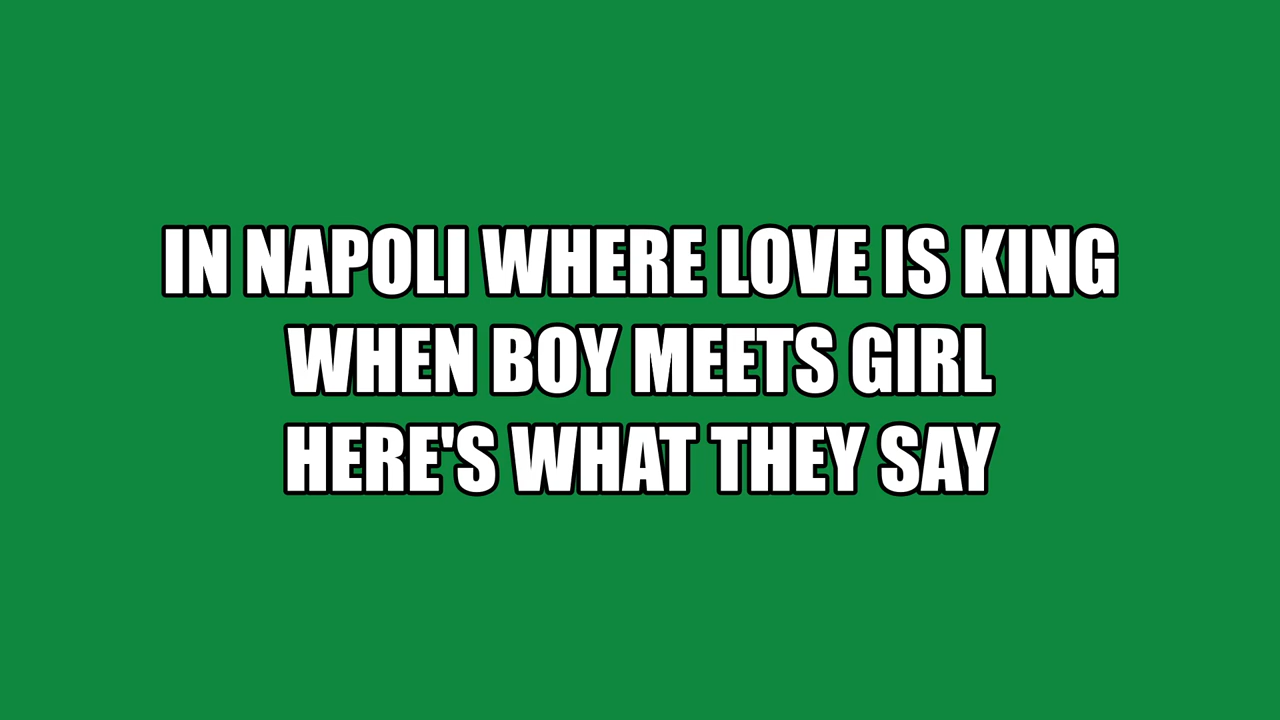 IN NAPOLI WHERE LOVE IS KING
WHEN BOY MEETS GIRL
HERE'S WHAT THEY SAY